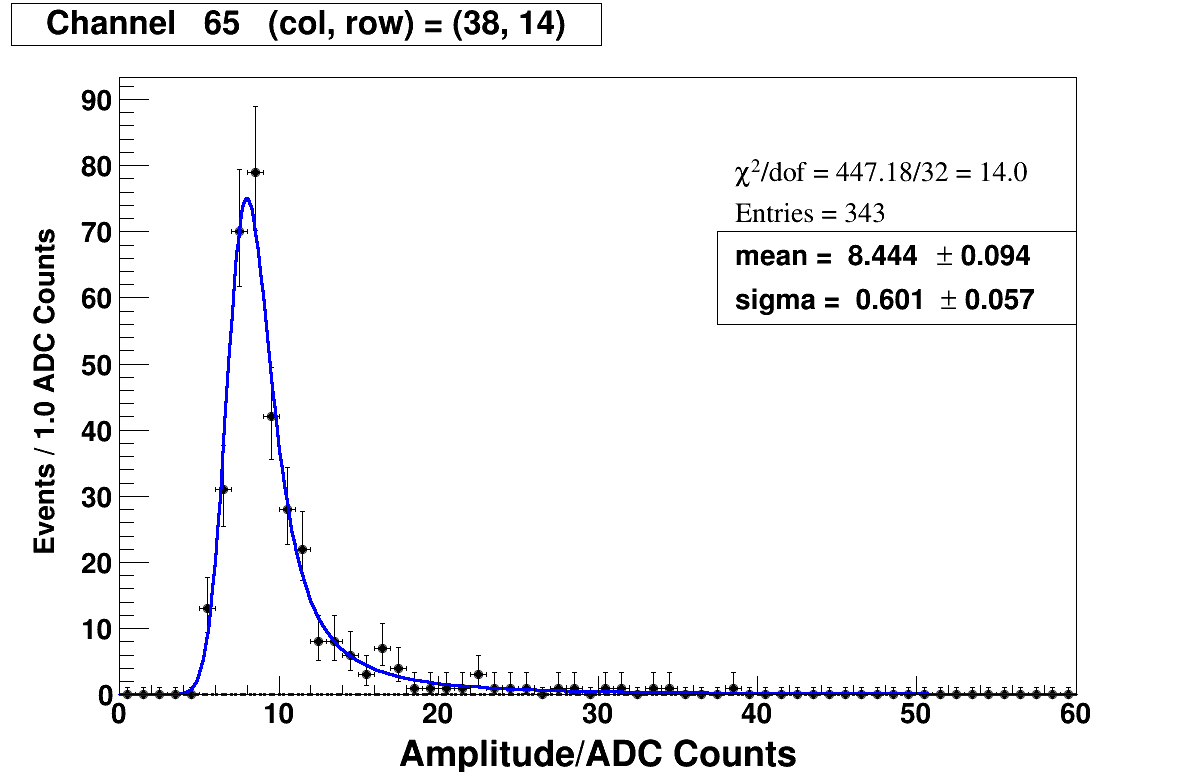 Channel 65 (col, row) = (38, 14)
90
80
70
60
50
40
30
20
10
0
Events / 1.0 ADC Counts
χ²/dof = 447.18/32 = 14.0
Entries = 343
mean = 8.444 ± 0.094
sigma = 0.601 ± 0.057
0 10 20 30 40 50 60
Amplitude/ADC Counts